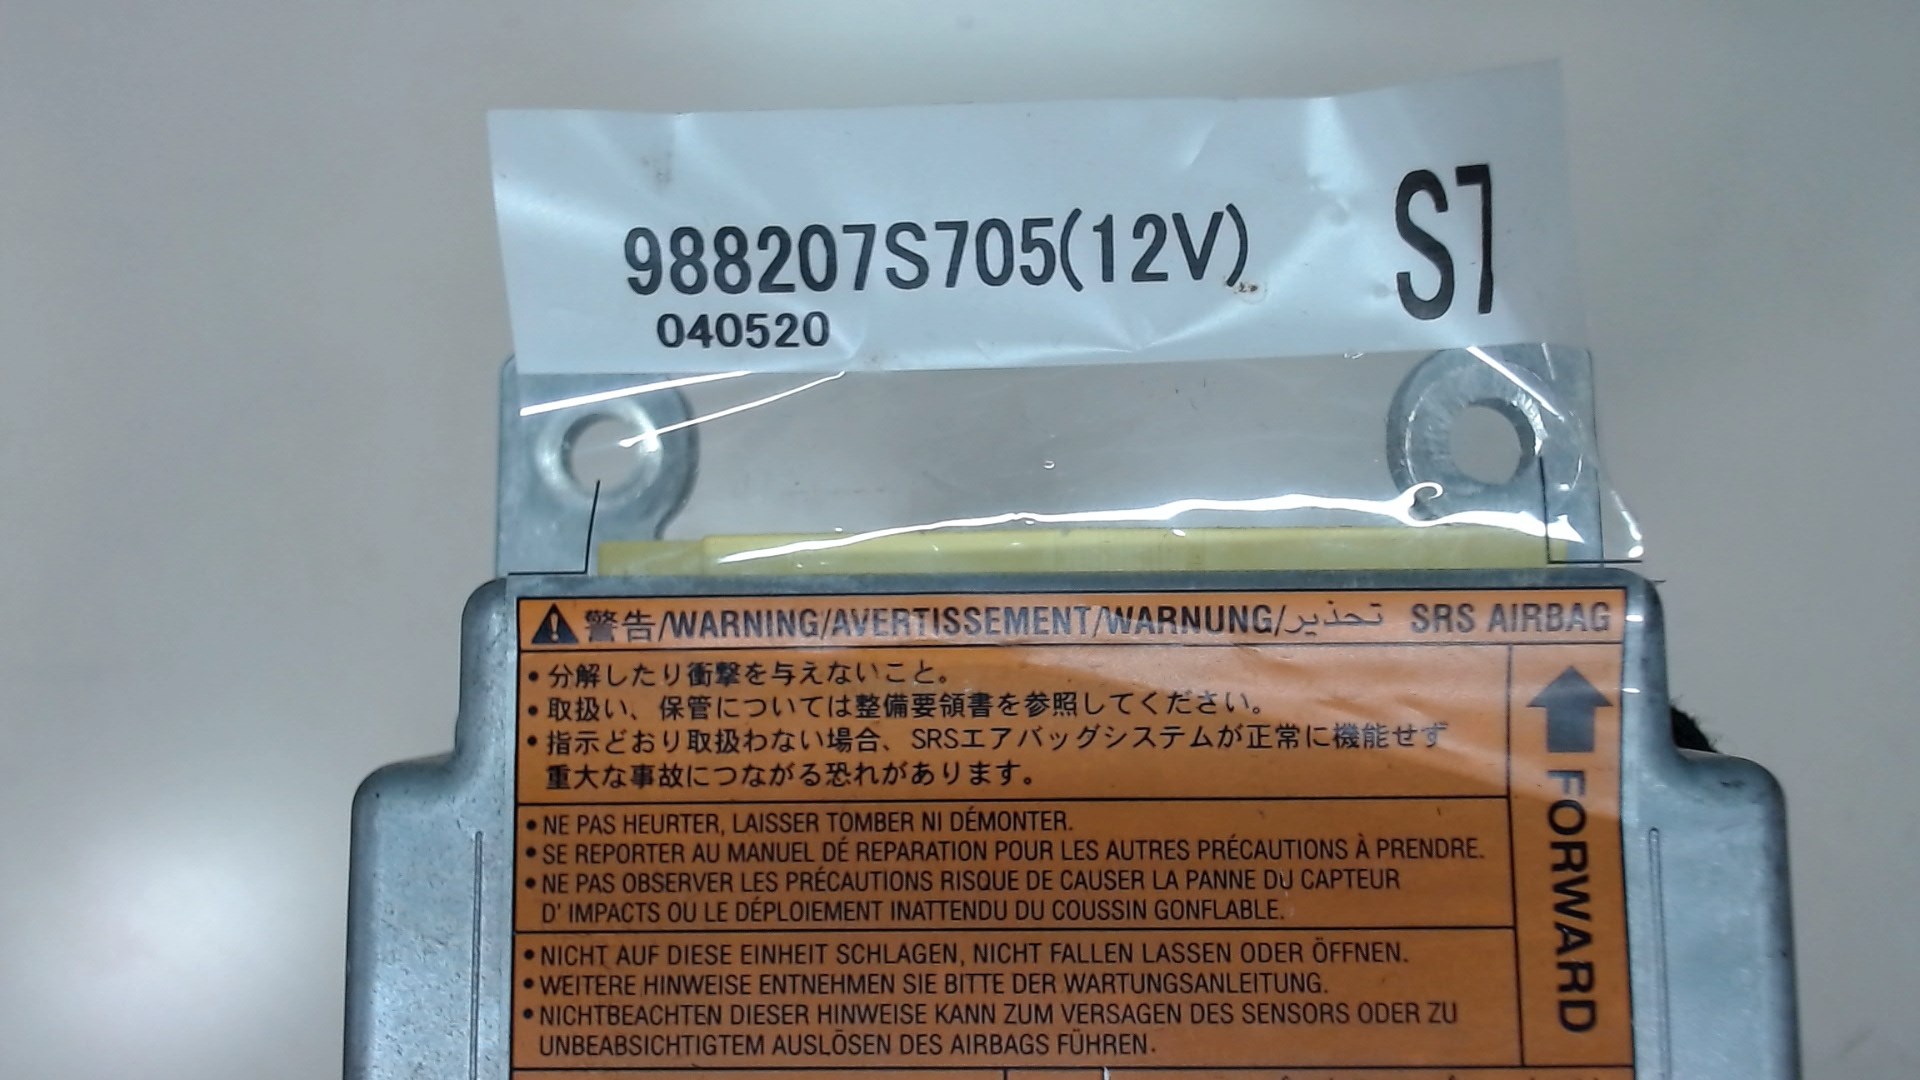 988207S705(12V)
S7
040520
警告/WARNING/AVERTISSEMENT/WARNUNG/تحذير SRS AIRBAG
• 分解したり衝撃を与えないこと。
• 取扱い、保管については整備要領書を参照してください。
• 指示どおり取扱わない場合、SRSエアバッグシステムが正常に機能せず
重大な事故につながる恐れがあります。
FORWARD
• NE PAS HEURTER, LAISSER TOMBER NI DÉMONTER.
• SE REPORTER AU MANUEL DÉ REPARATION POUR LES AUTRES PRÉCAUTIONS À PRENDRE.
• NE PAS OBSERVER LES PRÉCAUTIONS RISQUE DE CAUSER LA PANNE DU CAPTEUR
D' IMPACTS OU LE DÉPLOIEMENT INATTENDU DU COUSSIN GONFLABLE.
• NICHT AUF DIESE EINHEIT SCHLAGEN, NICHT FALLEN LASSEN ODER ÖFFNEN.
• WEITERE HINWEISE ENTNEHMEN SIE BITTE DER WARTUNGSANLEITUNG.
• NICHTBEACHTEN DIESER HINWEISE KANN ZUM VERSAGEN DES SENSORS ODER ZU
UNBEABSICHTIGTEM AUSLÖSEN DES AIRBAGS FÜHREN.